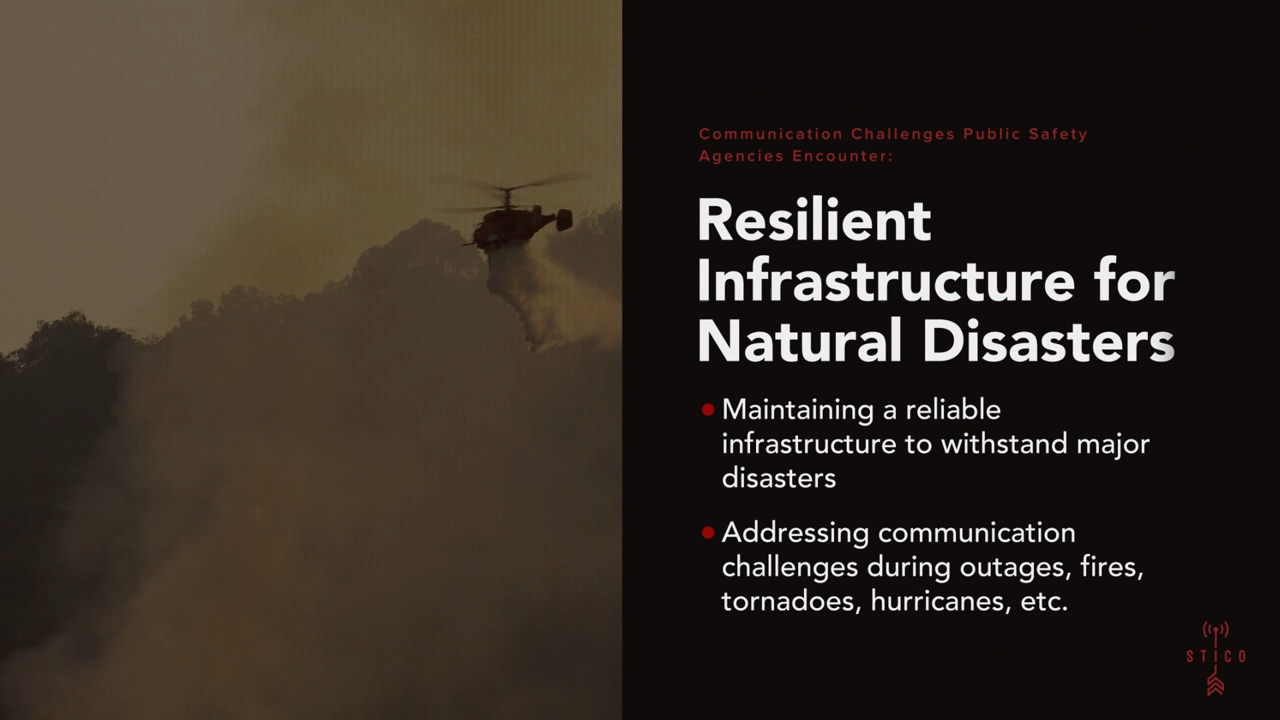 Communication Challenges Public Safety
Agencies Encounter:
Resilient
Infrastructure for
Natural Disasters
Maintaining a reliable
infrastructure to withstand major
disasters
Addressing communication
challenges during outages, fires,
tornadoes, hurricanes, etc.
STICO